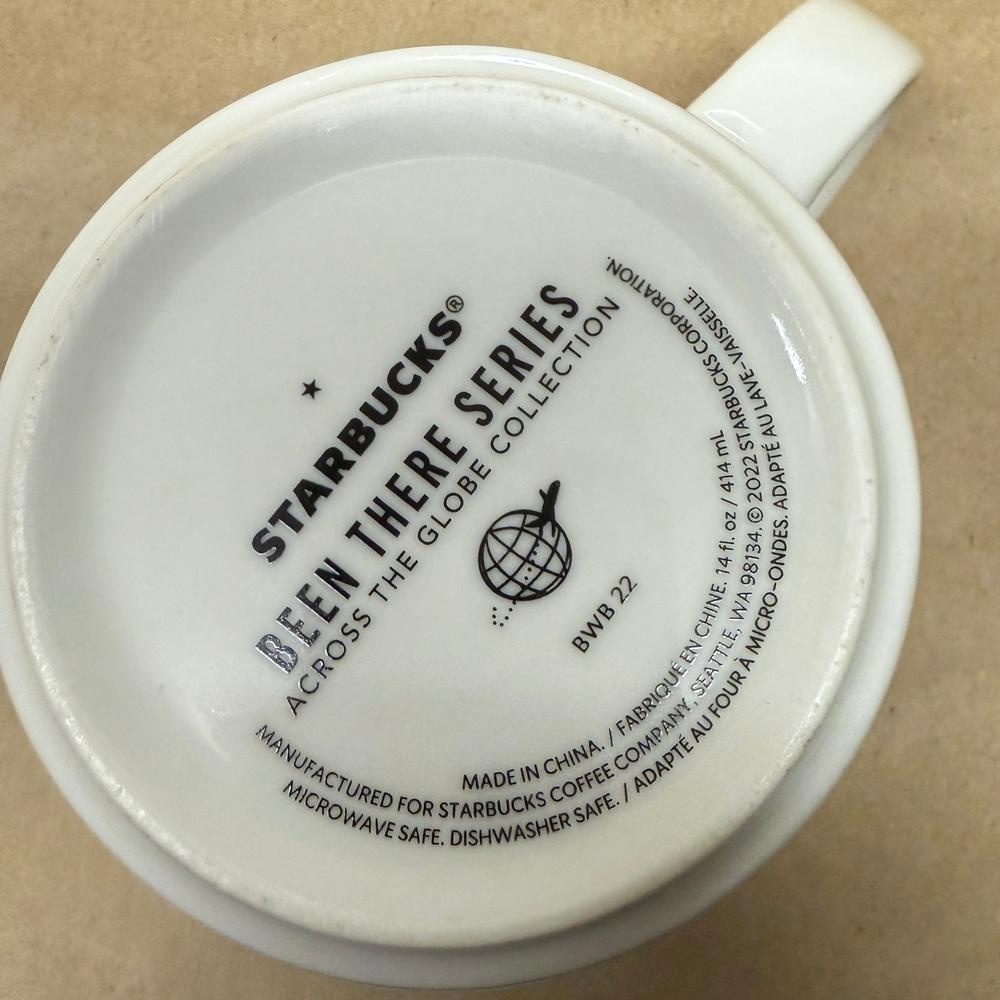 ★
STARBUCKS®
BEEN THERE SERIES
ACROSS THE GLOBE COLLECTION
BWB 22
MADE IN CHINA. / FABRIQUÉ EN CHINE. 14 fl. oz / 414 mL
MANUFACTURED FOR STARBUCKS COFFEE COMPANY, SEATTLE, WA 98134. © 2022 STARBUCKS CORPORATION.
MICROWAVE SAFE. DISHWASHER SAFE. / ADAPTÉ AU FOUR À MICRO-ONDES. ADAPTÉ AU LAVE-VAISSELLE.